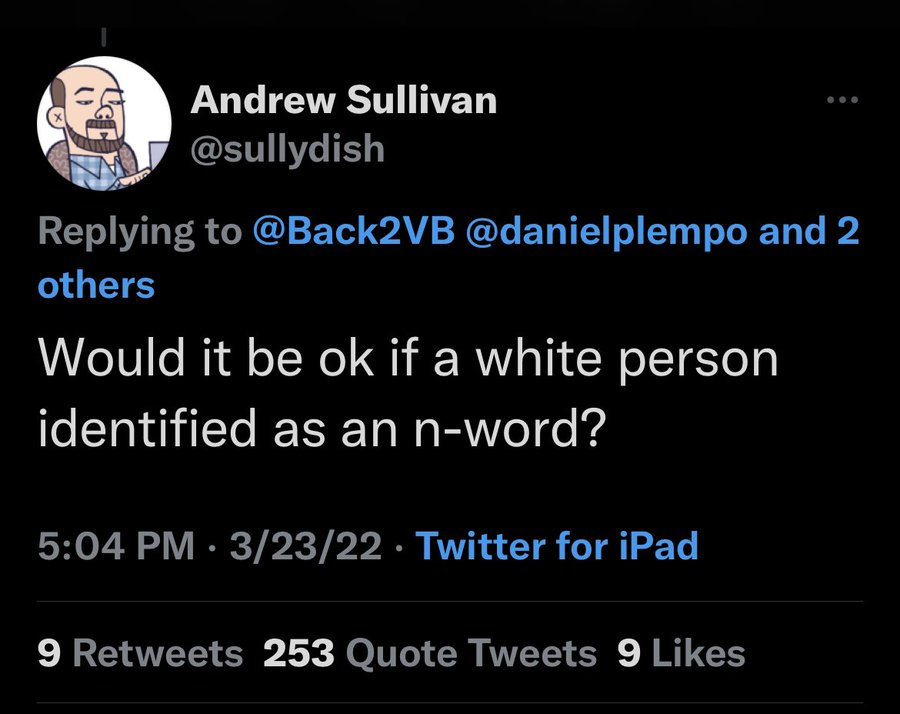 Andrew Sullivan
@sullydish
Replying to @Back2VB @danielplempo and 2
others
Would it be ok if a white person
identified as an n-word?
5:04 PM · 3/23/22 · Twitter for iPad
9 Retweets 253 Quote Tweets 9 Likes